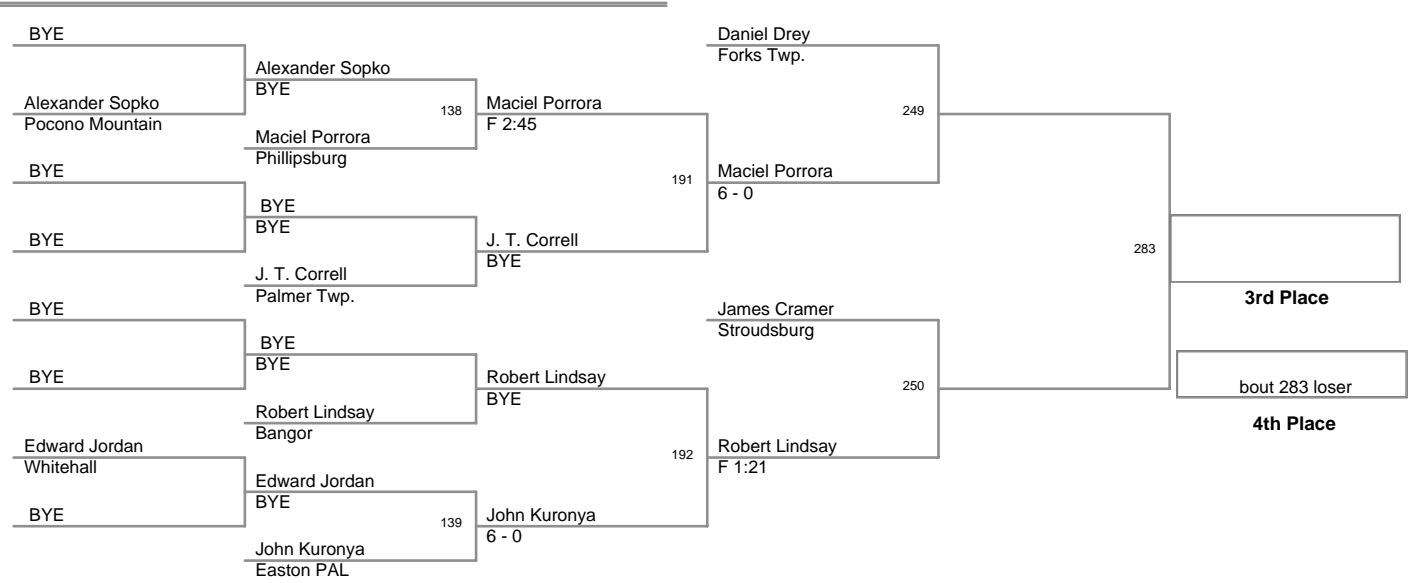 BYE
Alexander Sopko
Pocono Mountain
BYE
BYE
BYE
BYE
Edward Jordan
Whitehall
BYE
Alexander Sopko
BYE
138
Maciel Porrora
Phillipsburg
BYE
BYE
J. T. Correll
Palmer Twp.
BYE
BYE
Robert Lindsay
Bangor
Edward Jordan
BYE
139
John Kuronya
Easton PAL
Maciel Porrora
F 2:45
191
J. T. Correll
BYE
Robert Lindsay
BYE
192
John Kuronya
6 - 0
Daniel Drey
Forks Twp.
249
Maciel Porrora
6 - 0
James Cramer
Stroudsburg
250
Robert Lindsay
F 1:21
283
3rd Place
bout 283 loser
4th Place